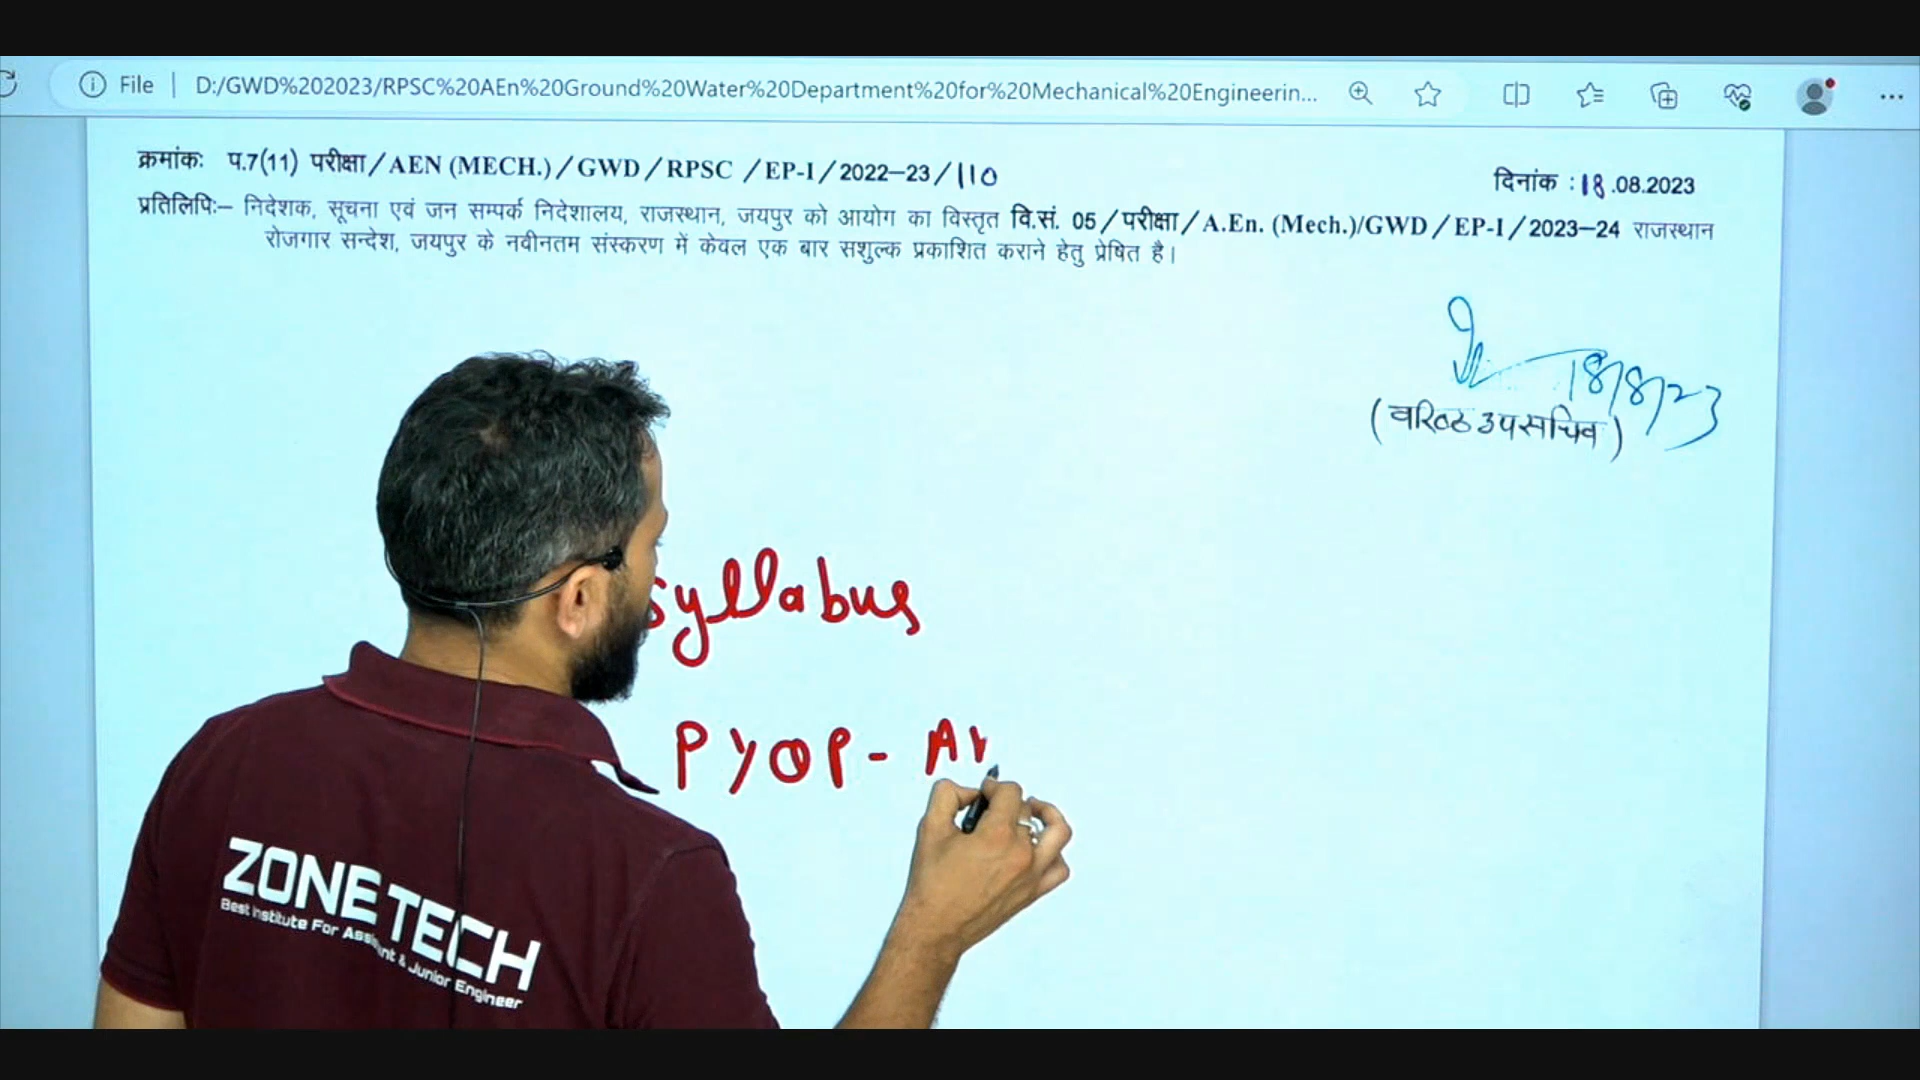 File | D:/GWD%202023/RPSC%20AEn%20Ground%20Water%20Department%20for%20Mechanical%20Engineerin...
क्रमांकः प.7(11) परीक्षा/AEN (MECH.)/GWD/RPSC /EP-I/2022–23/110
दिनांक :18.08.2023
प्रतिलिपिः– निदेशक, सूचना एवं जन सम्पर्क निदेशालय, राजस्थान, जयपुर को आयोग का विस्तृत वि.सं. 05/परीक्षा/A.En. (Mech.)/GWD/EP-I/2023–24 राजस्थान
रोजगार सन्देश, जयपुर के नवीनतम संस्करण में केवल एक बार सशुल्क प्रकाशित कराने हेतु प्रेषित है।
18/8/23
(वरिष्ठ उपसचिव)
Syllabus
PYQP-
ZONE TECH
Best Institute For Assistant & Junior Engineer